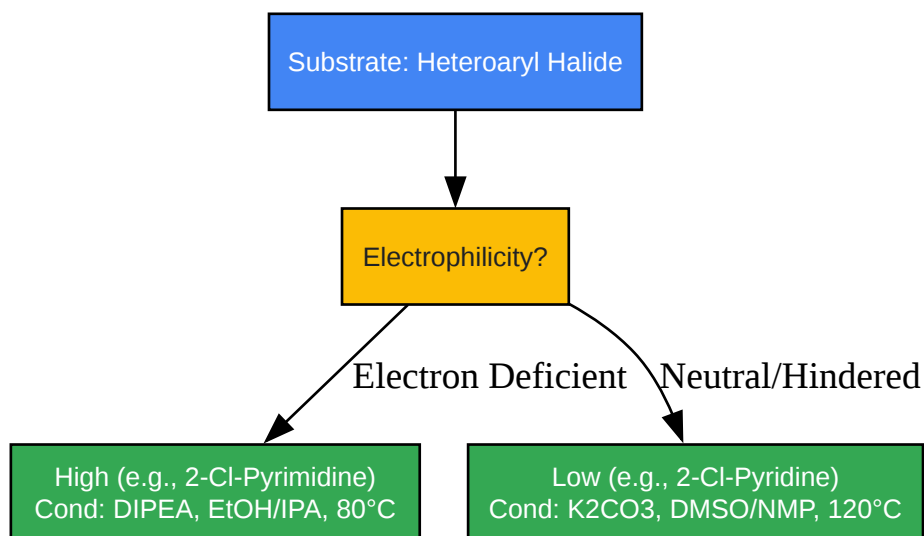 Substrate: Heteroaryl Halide
Electrophilicity?
Electron Deficient
Neutral/Hindered
High (e.g., 2-Cl-Pyrimidine)
Cond: DIPEA, EtOH/IPA, 80°C
Low (e.g., 2-Cl-Pyridine)
Cond: K2CO3, DMSO/NMP, 120°C